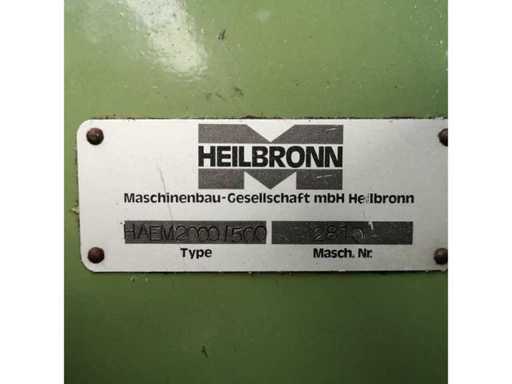 HEILBRONN
Maschinenbau-Gesellschaft mbH Heilbronn
HAEM2000/500
Type Masch. Nr.